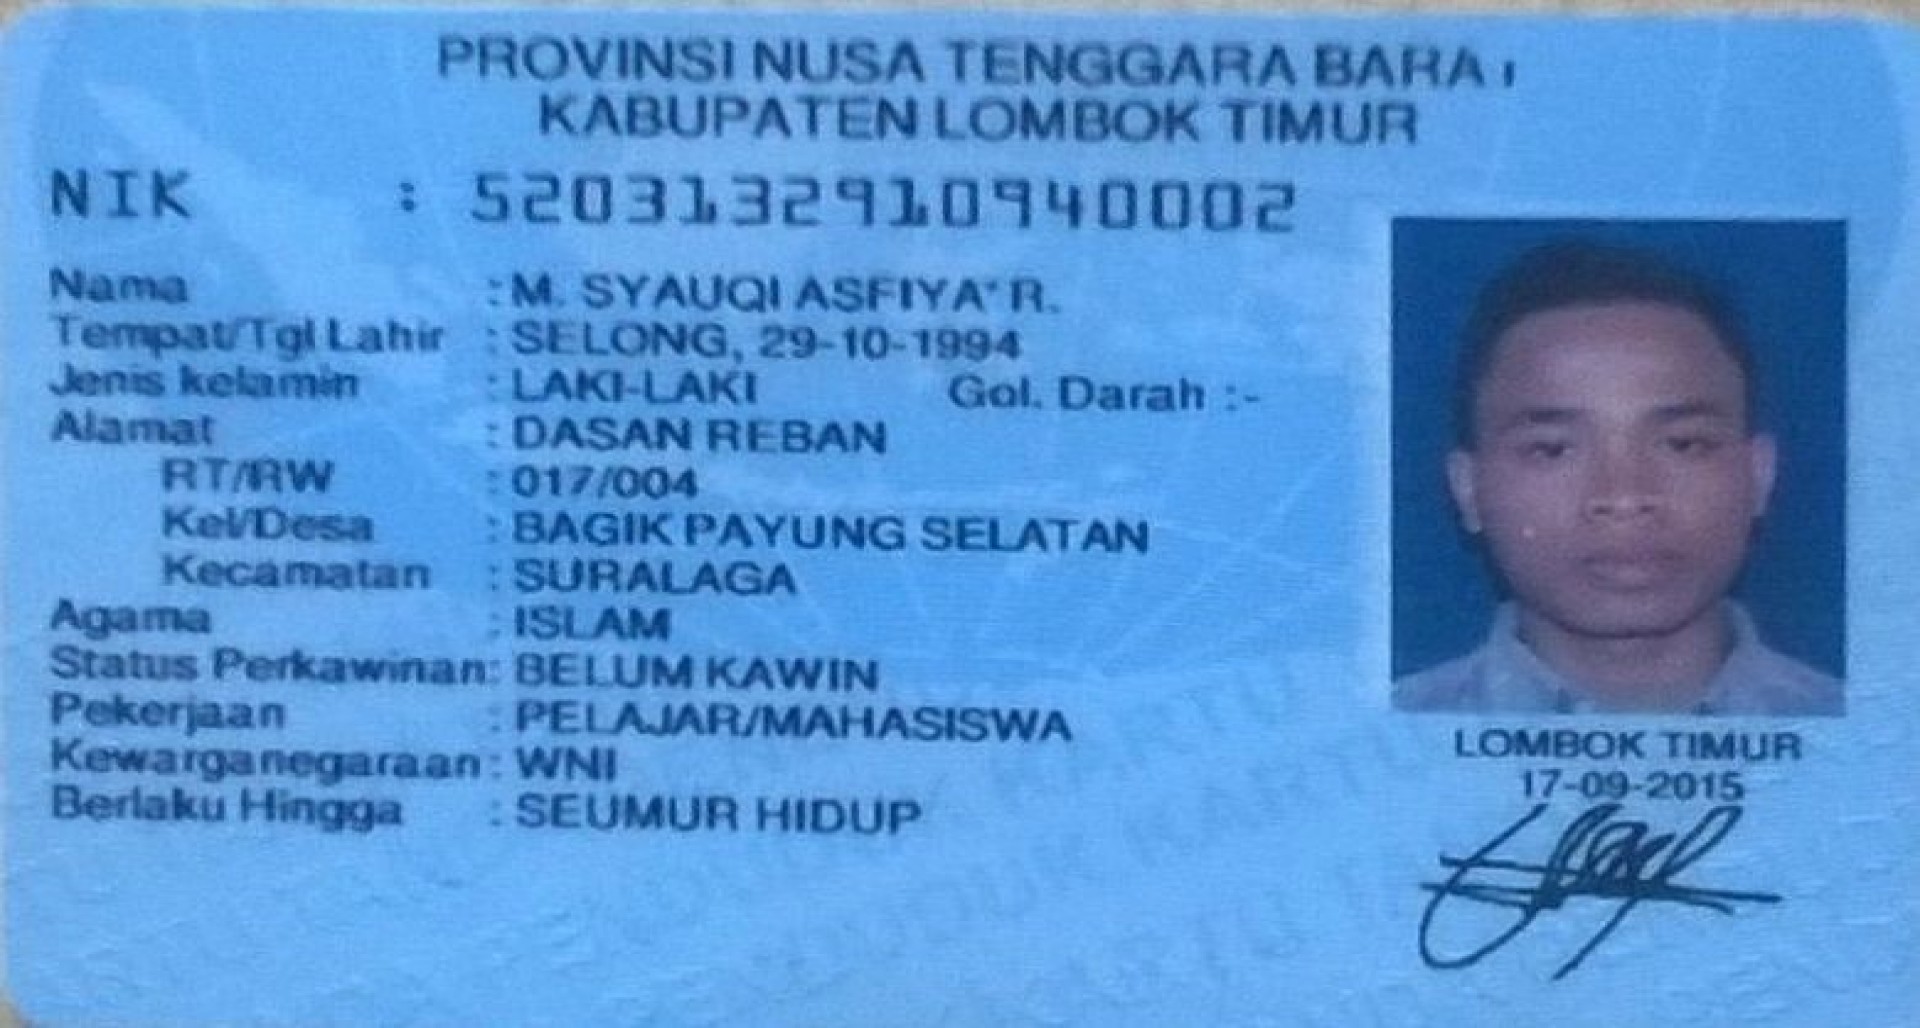 PROVINSI NUSA TENGGARA BARAT
KABUPATEN LOMBOK TIMUR
NIK : 5203132910940002
Nama : M. SYAUQI ASFIYA' R.
Tempat/Tgl Lahir : SELONG, 29-10-1994
Jenis kelamin : LAKI-LAKI Gol. Darah :-
Alamat : DASAN REBAN
RT/RW : 017/004
Kel/Desa : BAGIK PAYUNG SELATAN
Kecamatan : SURALAGA
Agama : ISLAM
Status Perkawinan: BELUM KAWIN
Pekerjaan : PELAJAR/MAHASISWA
Kewarganegaraan: WNI
Berlaku Hingga : SEUMUR HIDUP
LOMBOK TIMUR
17-09-2015